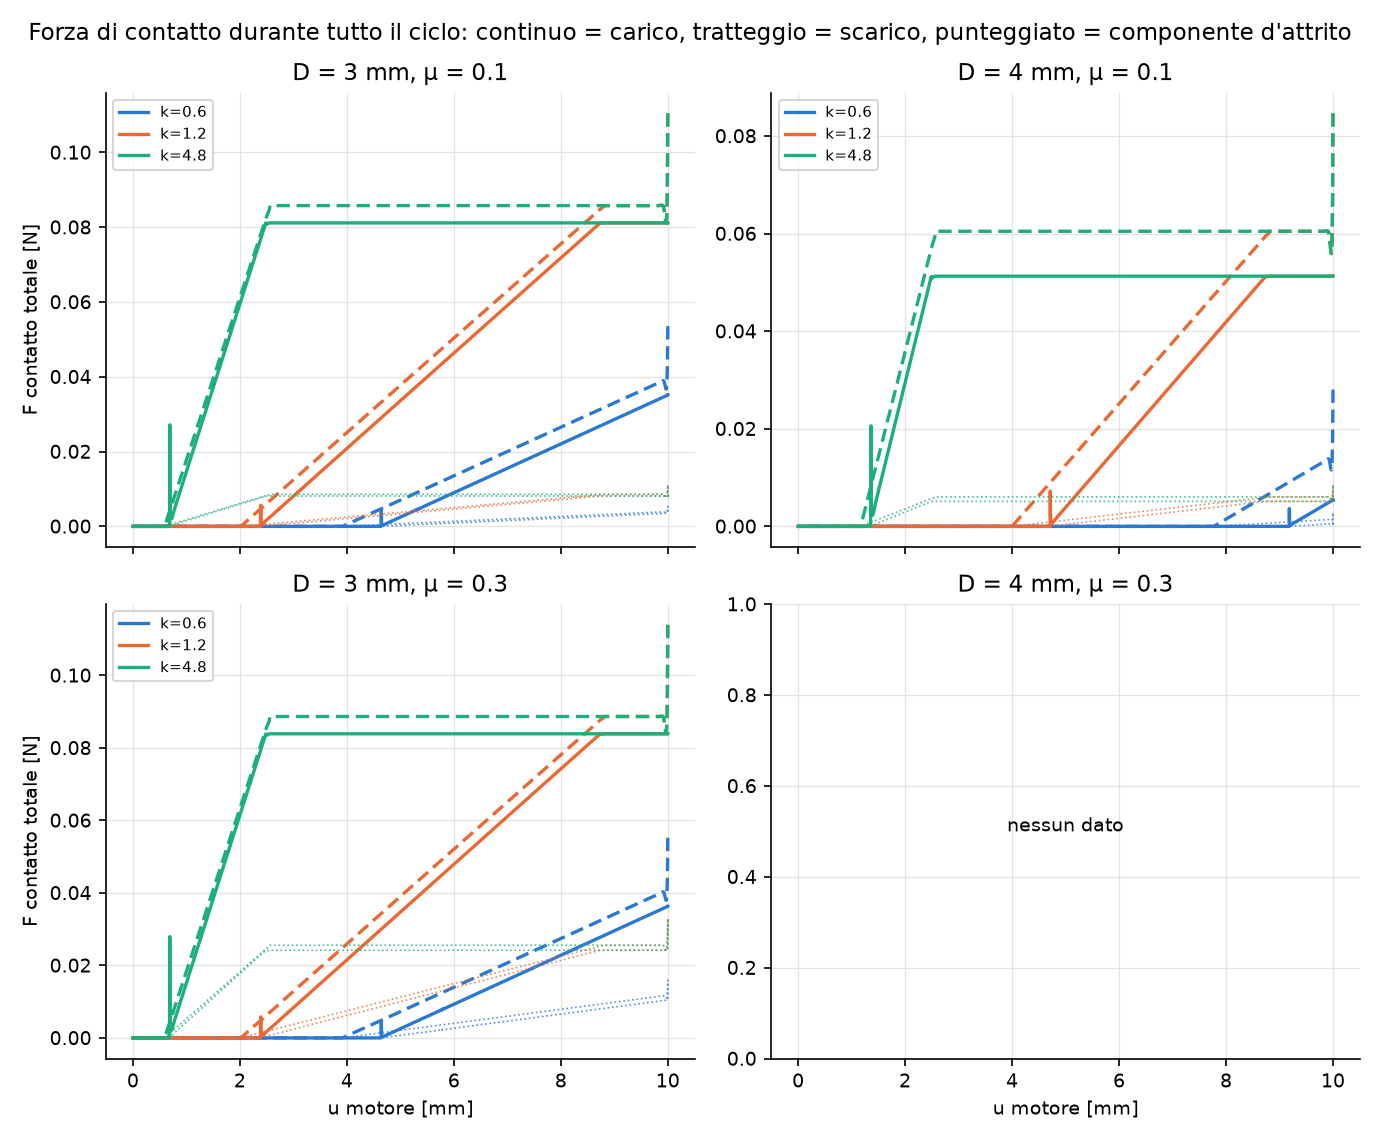 Forza di contatto durante tutto il ciclo: continuo = carico, tratteggio = scarico, punteggiato = componente d'attrito
D = 3 mm, μ = 0.1
F contatto totale [N]
0.10
0.08
0.06
0.04
0.02
0.00
k=0.6
k=1.2
k=4.8
D = 4 mm, μ = 0.1
0.08
0.06
0.04
0.02
0.00
k=0.6
k=1.2
k=4.8
D = 3 mm, μ = 0.3
F contatto totale [N]
0.10
0.08
0.06
0.04
0.02
0.00
k=0.6
k=1.2
k=4.8
0 2 4 6 8 10
u motore [mm]
D = 4 mm, μ = 0.3
1.0
0.8
0.6
0.4
0.2
0.0
nessun dato
0 2 4 6 8 10
u motore [mm]